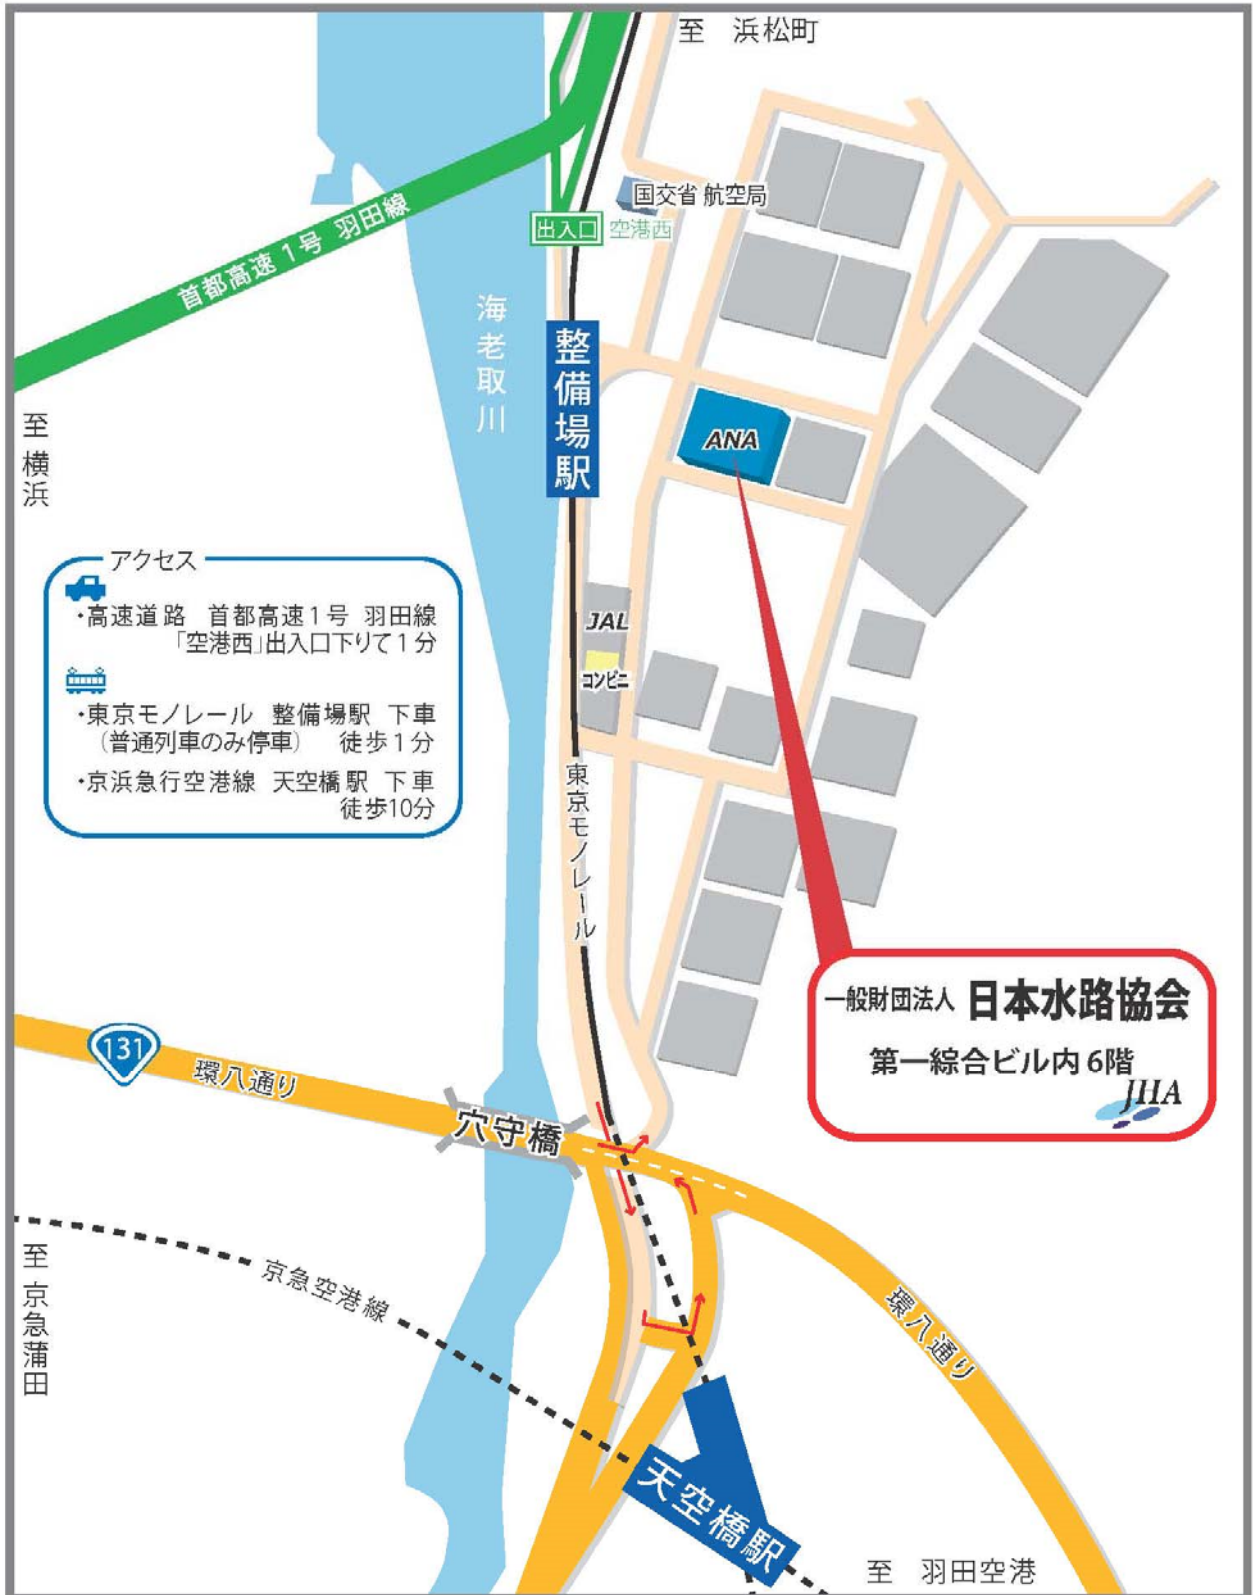 至 浜松町
国交省 航空局
出入口 空港西
首都高速 1号 羽田線
海老取川
整備場駅
至 横浜
ANA
アクセス
・高速道路 首都高速1号 羽田線
「空港西」出入口下りて1分
・東京モノレール 整備場駅 下車
(普通列車のみ停車) 徒歩1分
・京浜急行空港線 天空橋駅 下車
徒歩10分
JAL
コンビニ
東京モノレール
一般財団法人 日本水路協会
第一綜合ビル内 6階
JHA
131
環八通り
穴守橋
至 京急蒲田
京急空港線
環八通り
天空橋駅
至 羽田空港